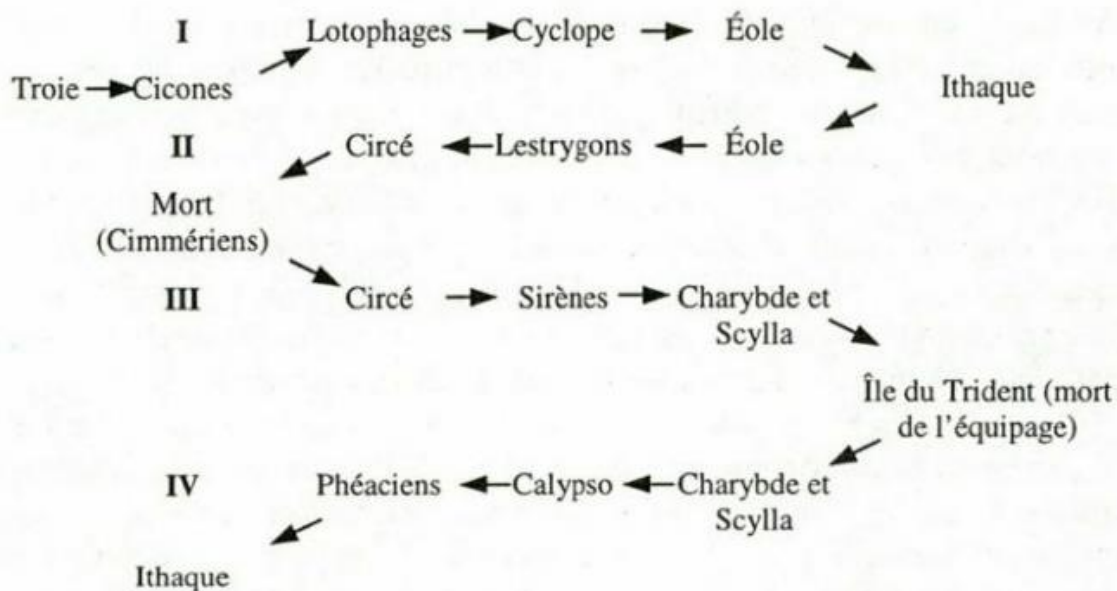 I Lotophages Cyclope Éole
Troie Cicones Ithaque
II Circé Lestrygons Éole
Mort
(Cimmériens)
III Circé Sirènes Charybde et
Scylla
Île du Trident (mort
de l'équipage)
IV Phéaciens Calypso Charybde et
Scylla
Ithaque